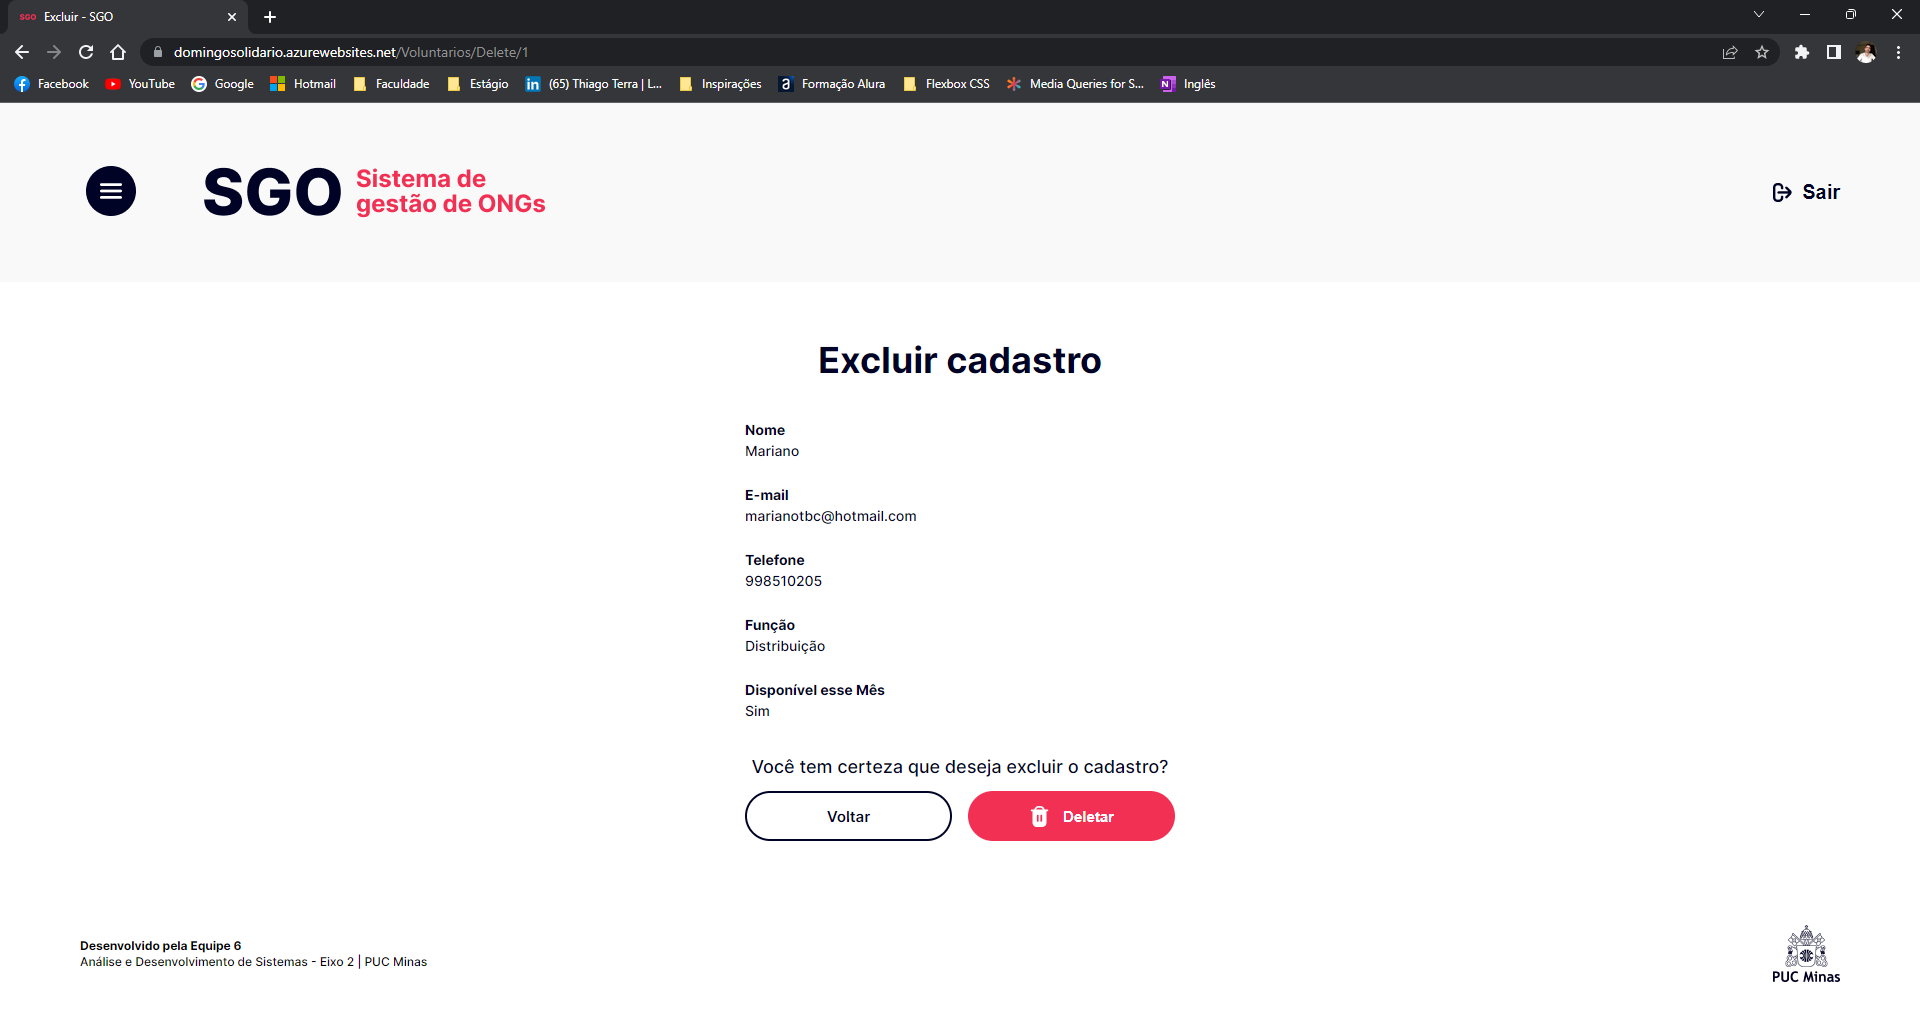 SGO Excluir - SGO
domingosolidario.azurewebsites.net/Voluntarios/Delete/1
Facebook YouTube Google Hotmail Faculdade Estágio in (65) Thiago Terra | L... Inspirações a Formação Alura Flexbox CSS Media Queries for S... N Inglês
SGO
Sistema de
gestão de ONGs
Sair
Excluir cadastro
Nome
Mariano
E-mail
marianotbc@hotmail.com
Telefone
998510205
Função
Distribuição
Disponível esse Mês
Sim
Você tem certeza que deseja excluir o cadastro?
Voltar
Deletar
Desenvolvido pela Equipe 6
Análise e Desenvolvimento de Sistemas - Eixo 2 | PUC Minas
PUC Minas